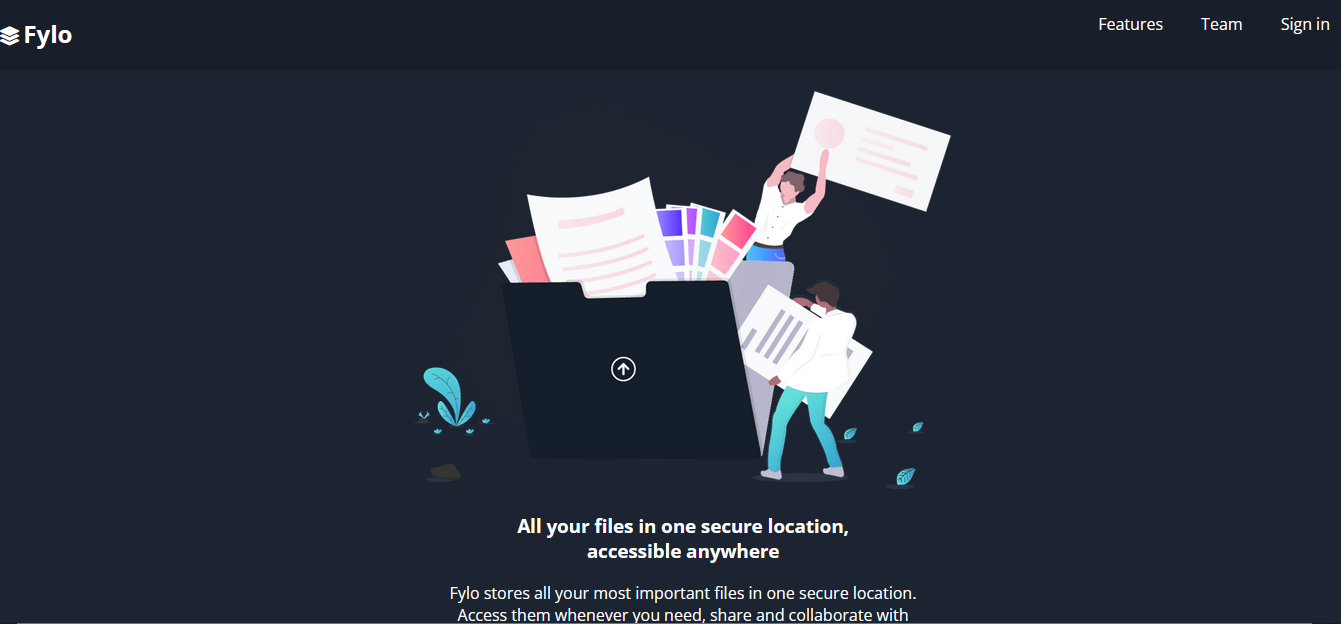 Fylo
Features Team Sign in
All your files in one secure location,
accessible anywhere
Fylo stores all your most important files in one secure location.
Access them whenever you need, share and collaborate with